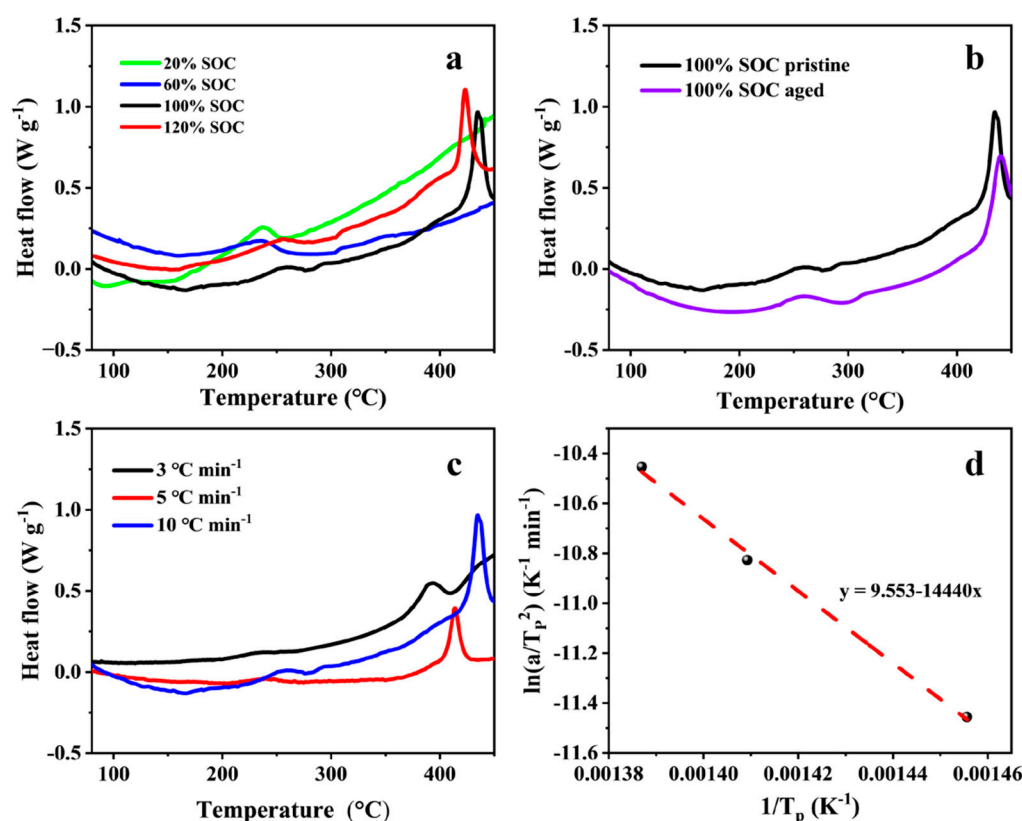 a
20% SOC
60% SOC
100% SOC
120% SOC
Heat flow (W g⁻¹)
1.5
1.0
0.5
0.0
−0.5
100
200
300
400
Temperature (°C)
b
100% SOC pristine
100% SOC aged
Heat flow (W g⁻¹)
1.5
1.0
0.5
0.0
-0.5
100
200
300
400
Temperature (°C)
c
3 °C min⁻¹
5 °C min⁻¹
10 °C min⁻¹
Heat flow (W g⁻¹)
1.5
1.0
0.5
0.0
-0.5
100
200
300
400
Temperature (°C)
d
y = 9.553-14440x
ln(a/Tₚ²) (K⁻¹ min⁻¹)
-10.4
-10.6
-10.8
-11.0
-11.2
-11.4
-11.6
0.00138
0.00140
0.00142
0.00144
0.00146
1/Tₚ (K⁻¹)